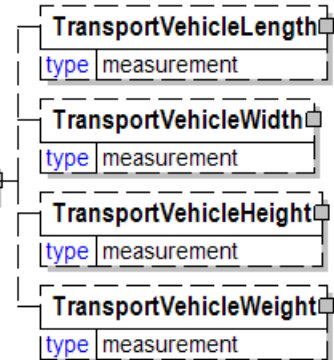 TransportVehicleLength
type measurement
TransportVehicleWidth
type measurement
TransportVehicleHeight
type measurement
TransportVehicleWeight
type measurement